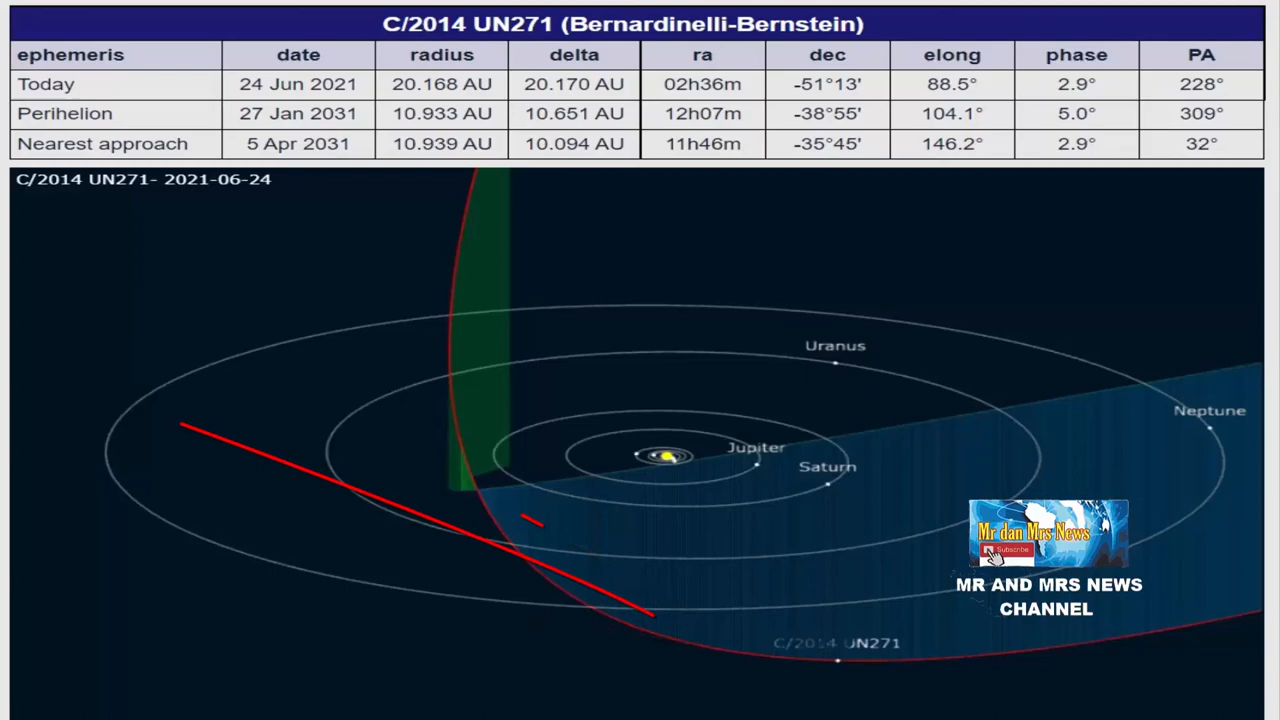 C/2014 UN271 (Bernardinelli-Bernstein)
ephemeris date radius delta ra dec elong phase PA
Today 24 Jun 2021 20.168 AU 20.170 AU 02h36m -51°13' 88.5° 2.9° 228°
Perihelion 27 Jan 2031 10.933 AU 10.651 AU 12h07m -38°55' 104.1° 5.0° 309°
Nearest approach 5 Apr 2031 10.939 AU 10.094 AU 11h46m -35°45' 146.2° 2.9° 32°
C/2014 UN271- 2021-06-24
Uranus
Neptune
Jupiter
Saturn
Mr dan Mrs News
Subscribe
MR AND MRS NEWS
CHANNEL
C/2014 UN271